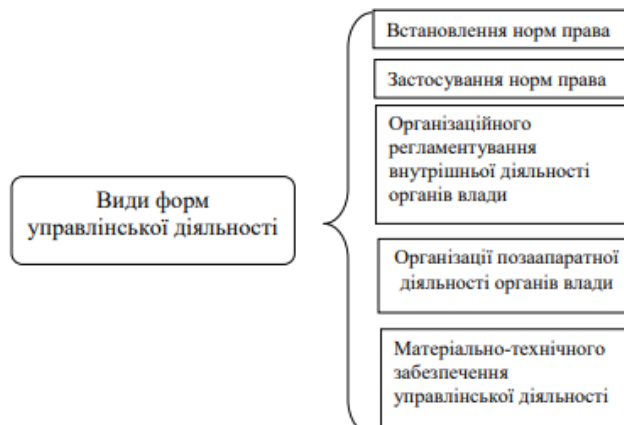 Види форм
управлінської діяльності
Встановлення норм права
Застосування норм права
Організаційного
регламентування
внутрішньої діяльності
органів влади
Організації позаапаратної
діяльності органів влади
Матеріально-технічного
забезпечення
управлінської діяльності